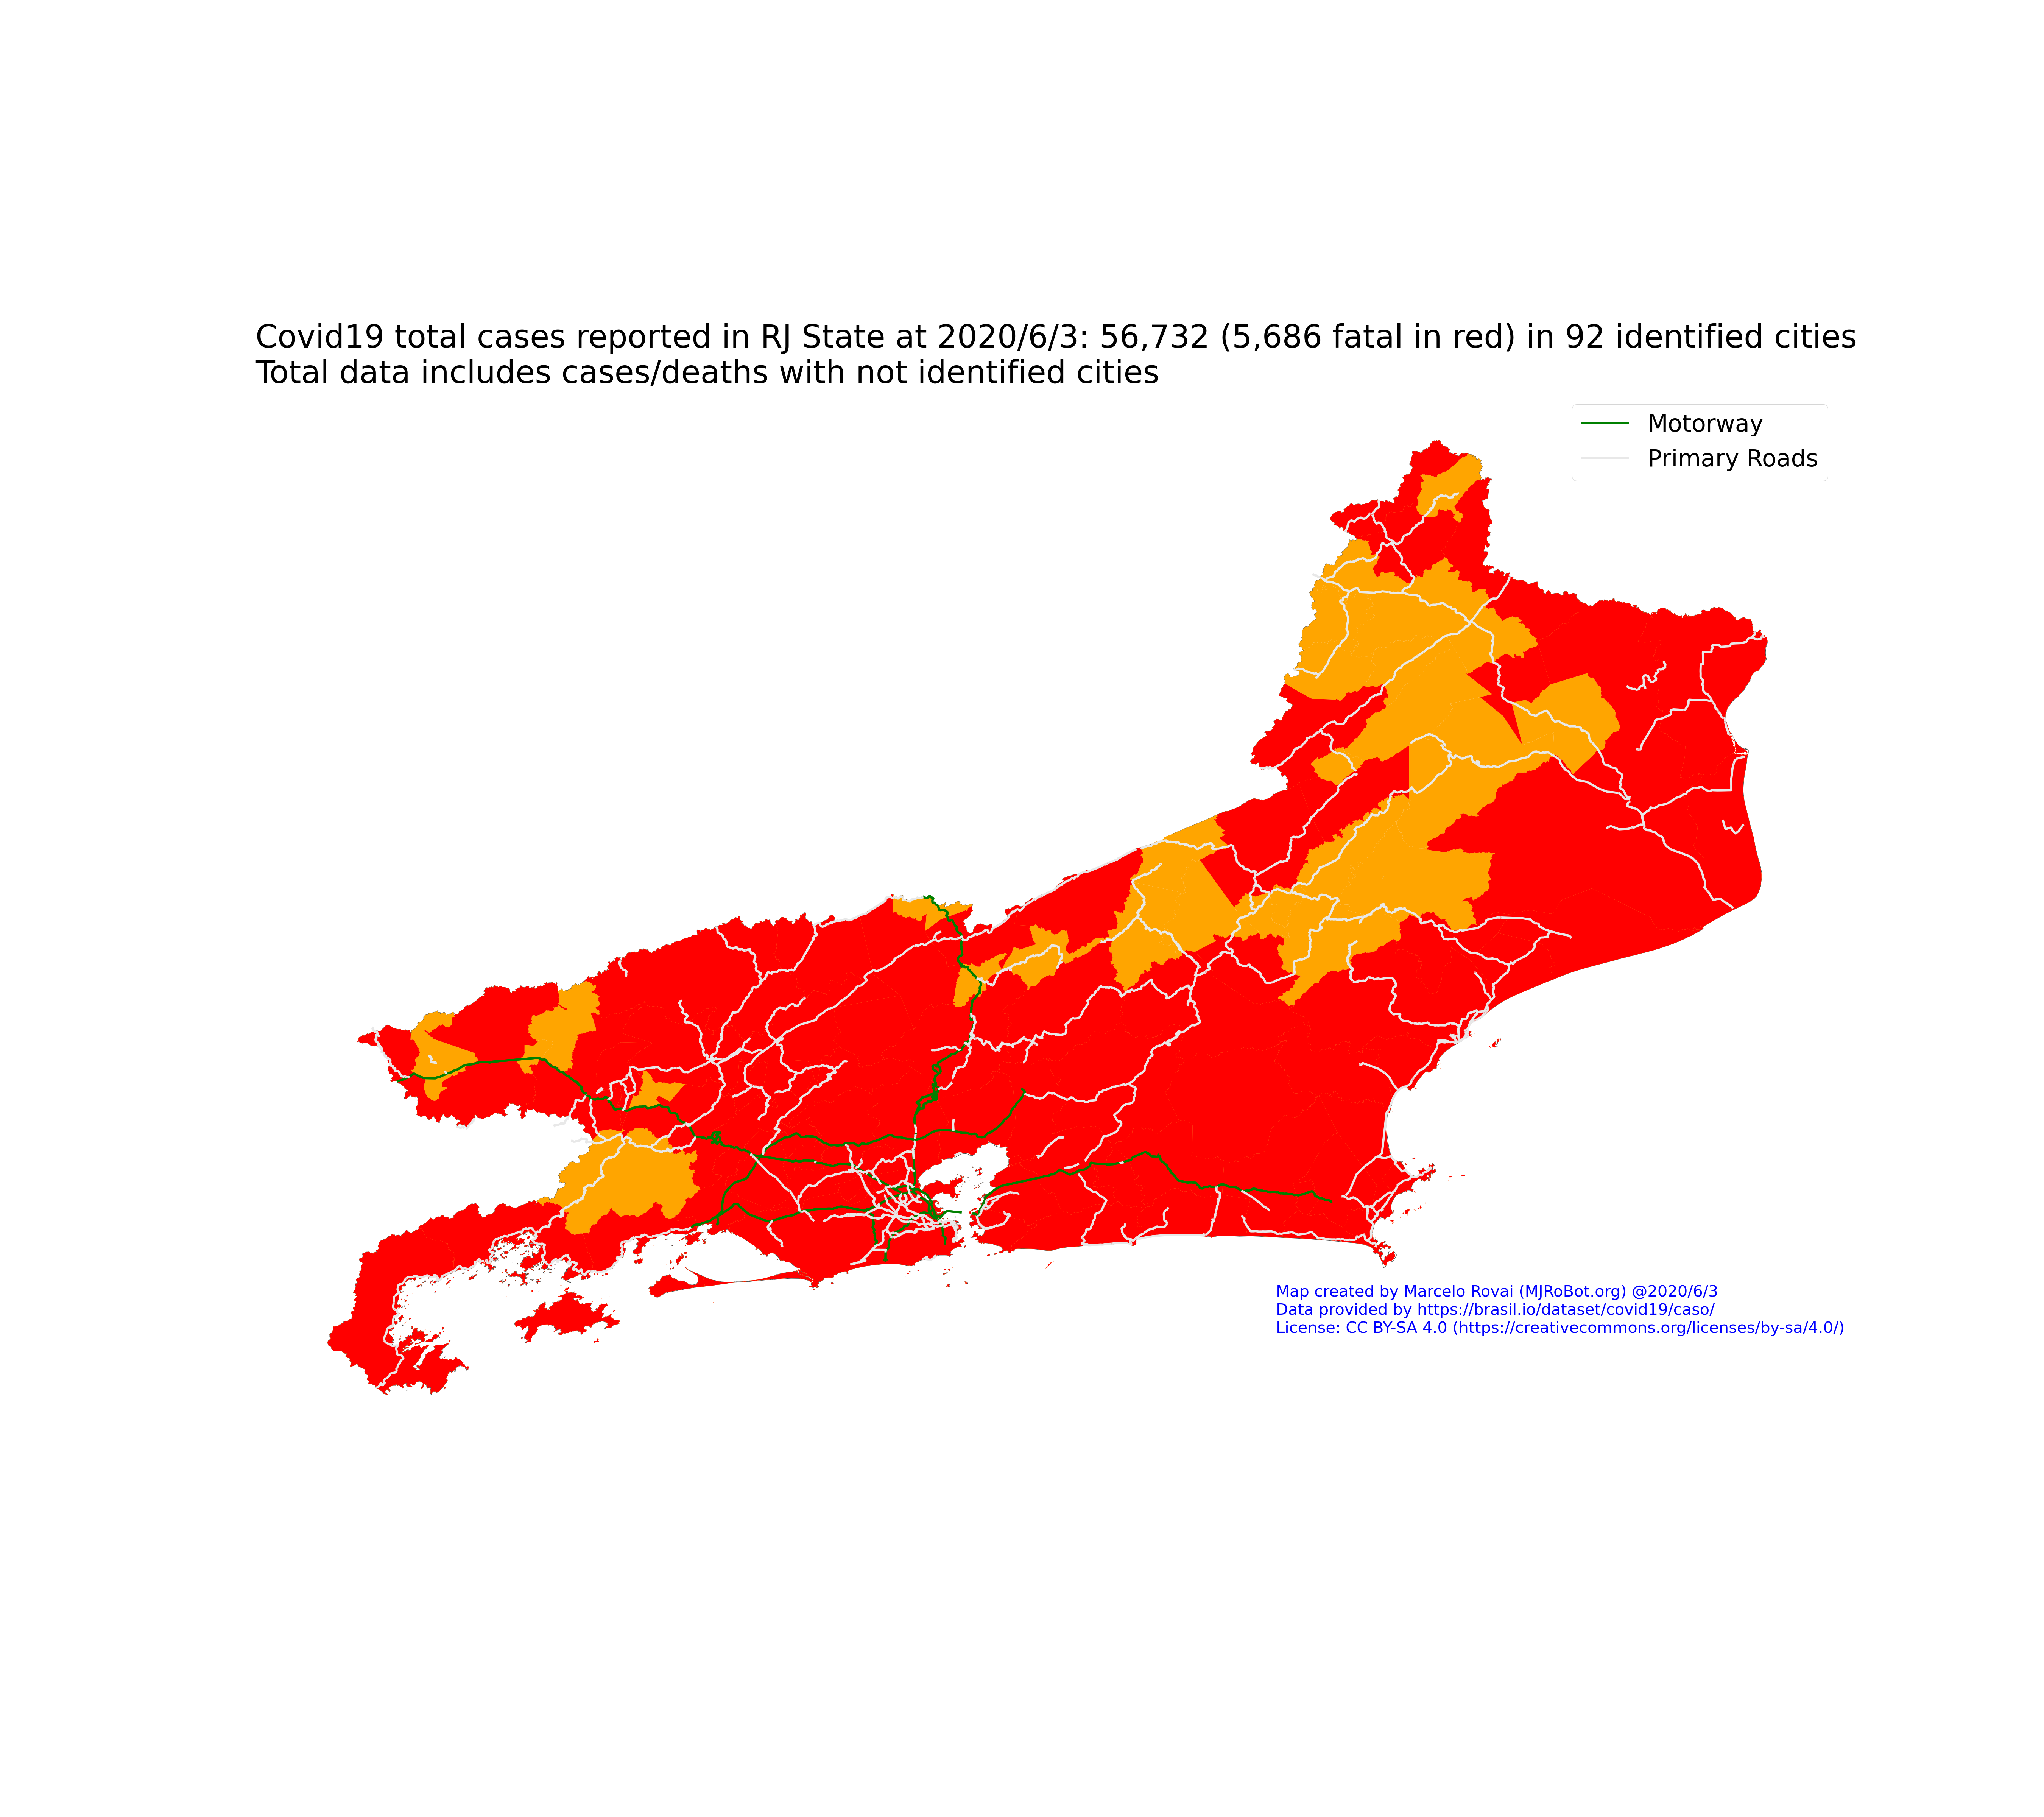 Covid19 total cases reported in RJ State at 2020/6/3: 56,732 (5,686 fatal in red) in 92 identified cities
Total data includes cases/deaths with not identified cities
Motorway
Primary Roads
Map created by Marcelo Rovai (MJRoBot.org) @2020/6/3
Data provided by https://brasil.io/dataset/covid19/caso/
License: CC BY-SA 4.0 (https://creativecommons.org/licenses/by-sa/4.0/)